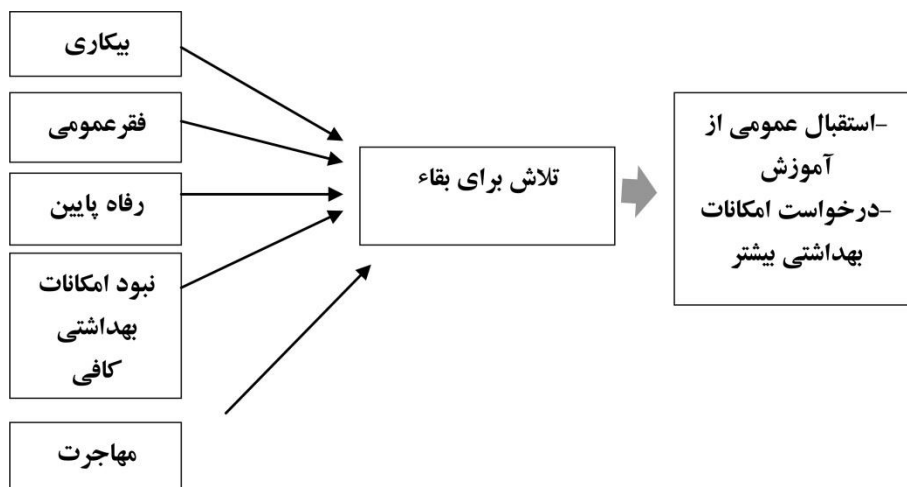 بیکاری
فقرعمومی
رفاه پایین
نبود امکانات
بهداشتی
کافی
مهاجرت
تلاش برای بقاء
-استقبال عمومی از
آموزش
-درخواست امکانات
بهداشتی بیشتر